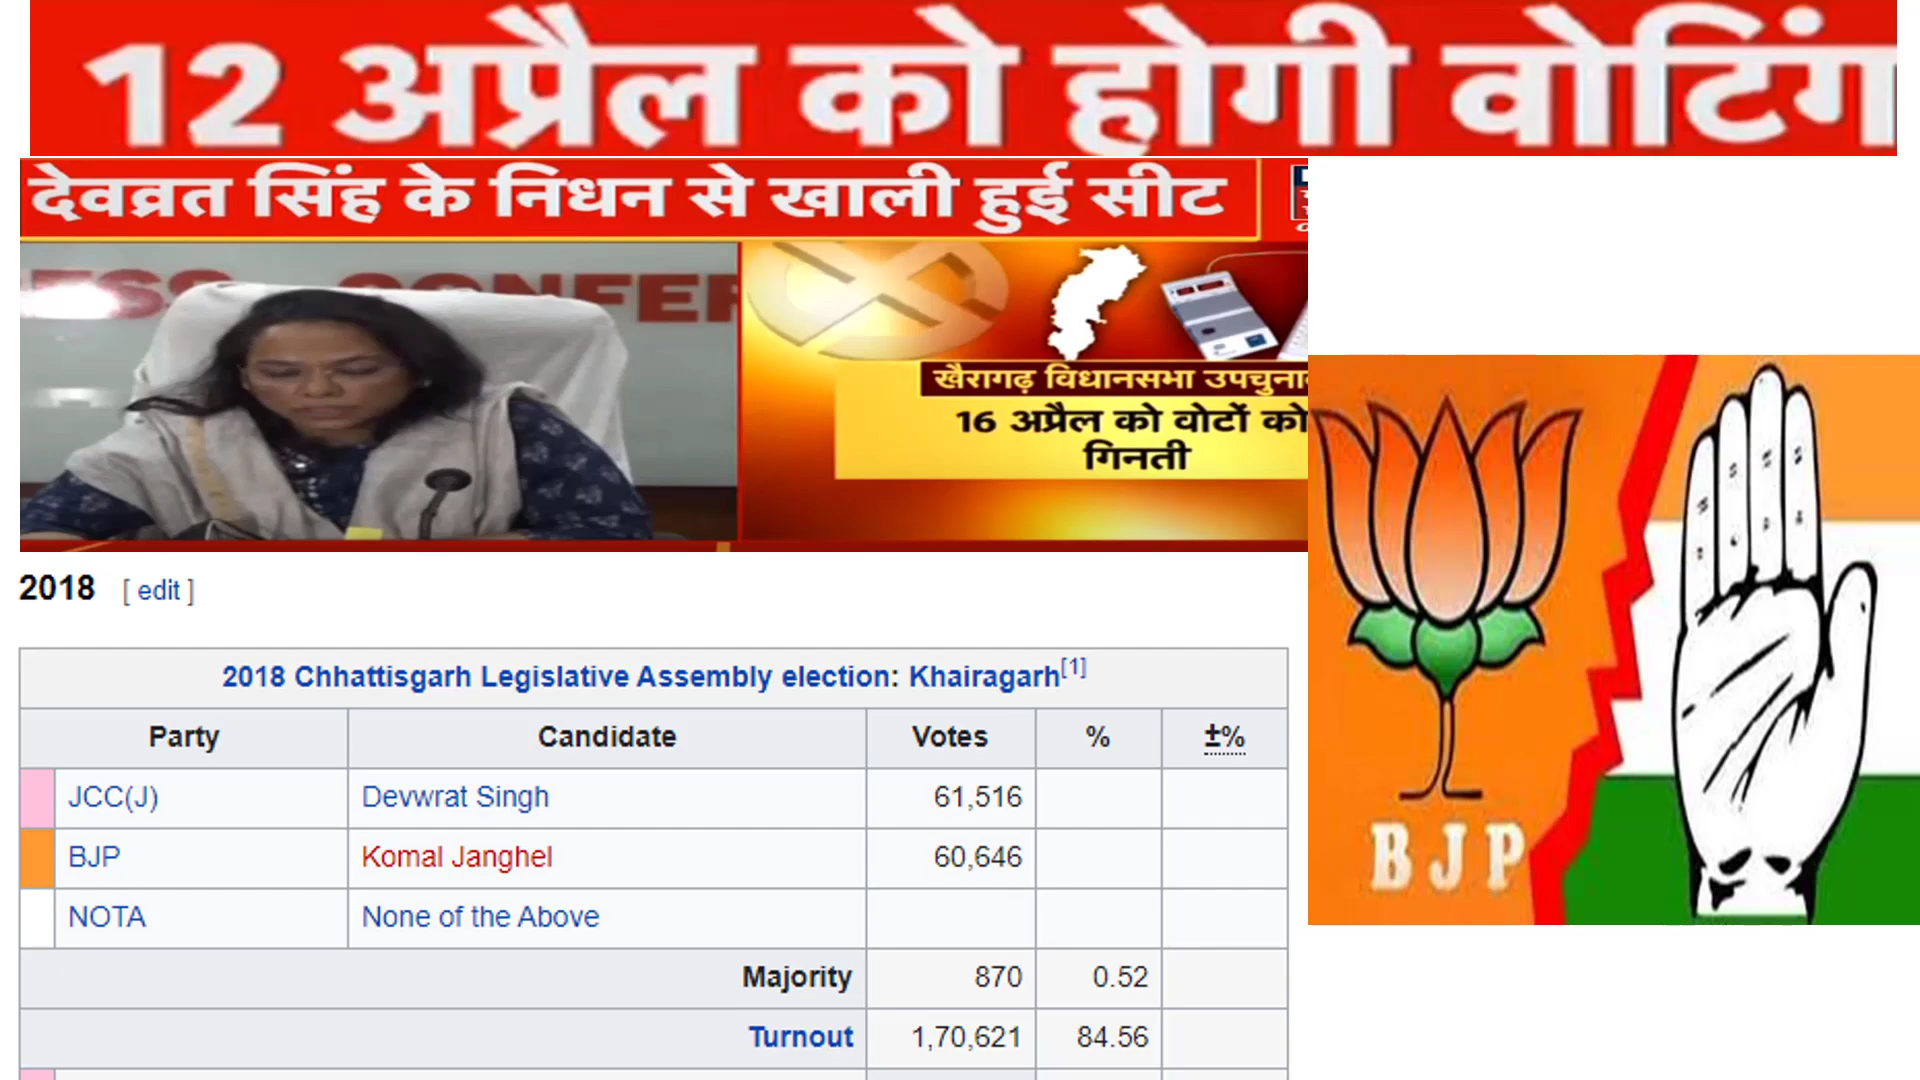 12 अप्रैल को होगी वोटिंग
देवव्रत सिंह के निधन से खाली हुई सीट
खैरागढ़ विधानसभा
16 अप्रैल को वोटों की
गिनती
2018 [ edit ]
2018 Chhattisgarh Legislative Assembly election: Khairagarh[1]
Party Candidate Votes % ±%
JCC(J) Devwrat Singh 61,516
BJP Komal Janghel 60,646
NOTA None of the Above
Majority 870 0.52
Turnout 1,70,621 84.56
BJP